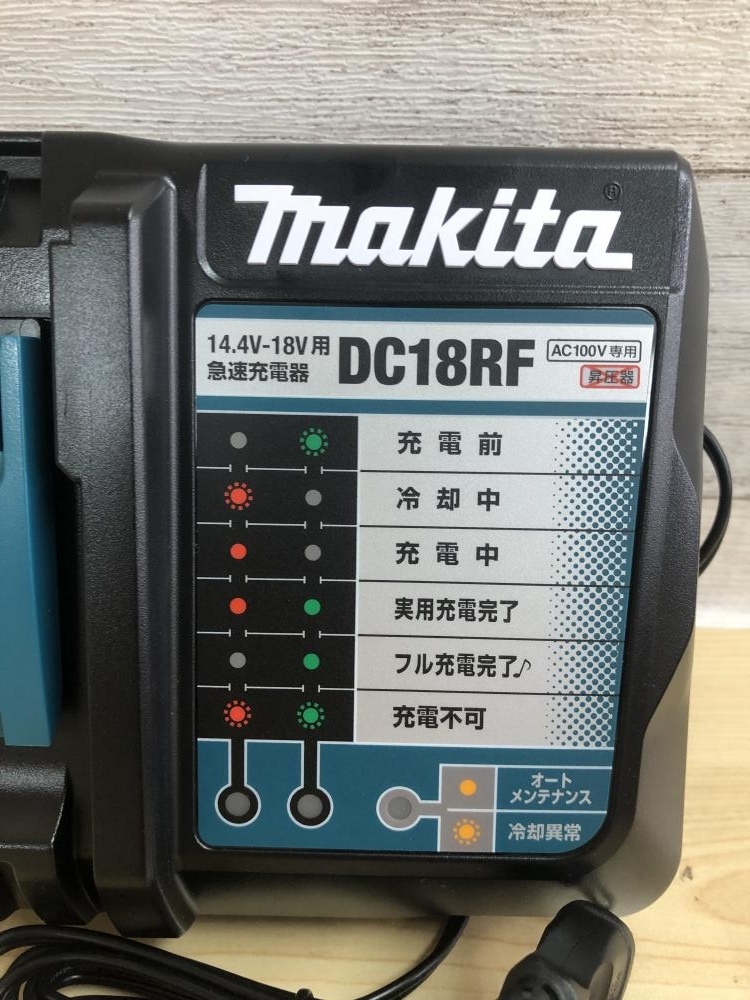 makita®
14.4V-18V用
急速充電器
DC18RF
AC100V専用
昇圧器
充電前
冷却中
充電中
実用充電完了
フル充電完了♪
充電不可
オート
メンテナンス
冷却異常